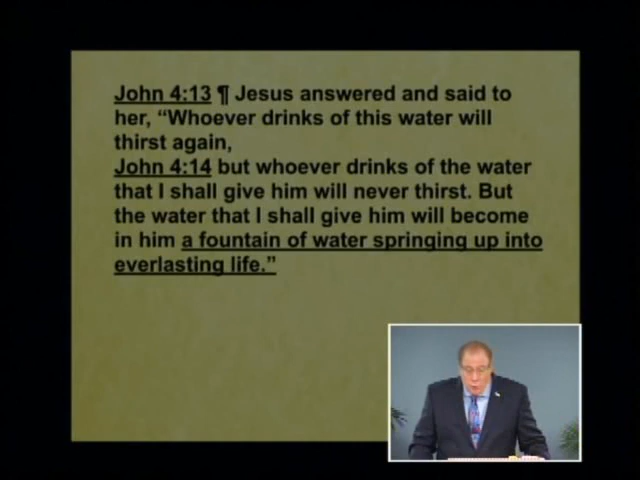 John 4:13 ¶ Jesus answered and said to
her, “Whoever drinks of this water will
thirst again,
John 4:14 but whoever drinks of the water
that I shall give him will never thirst. But
the water that I shall give him will become
in him a fountain of water springing up into
everlasting life.”